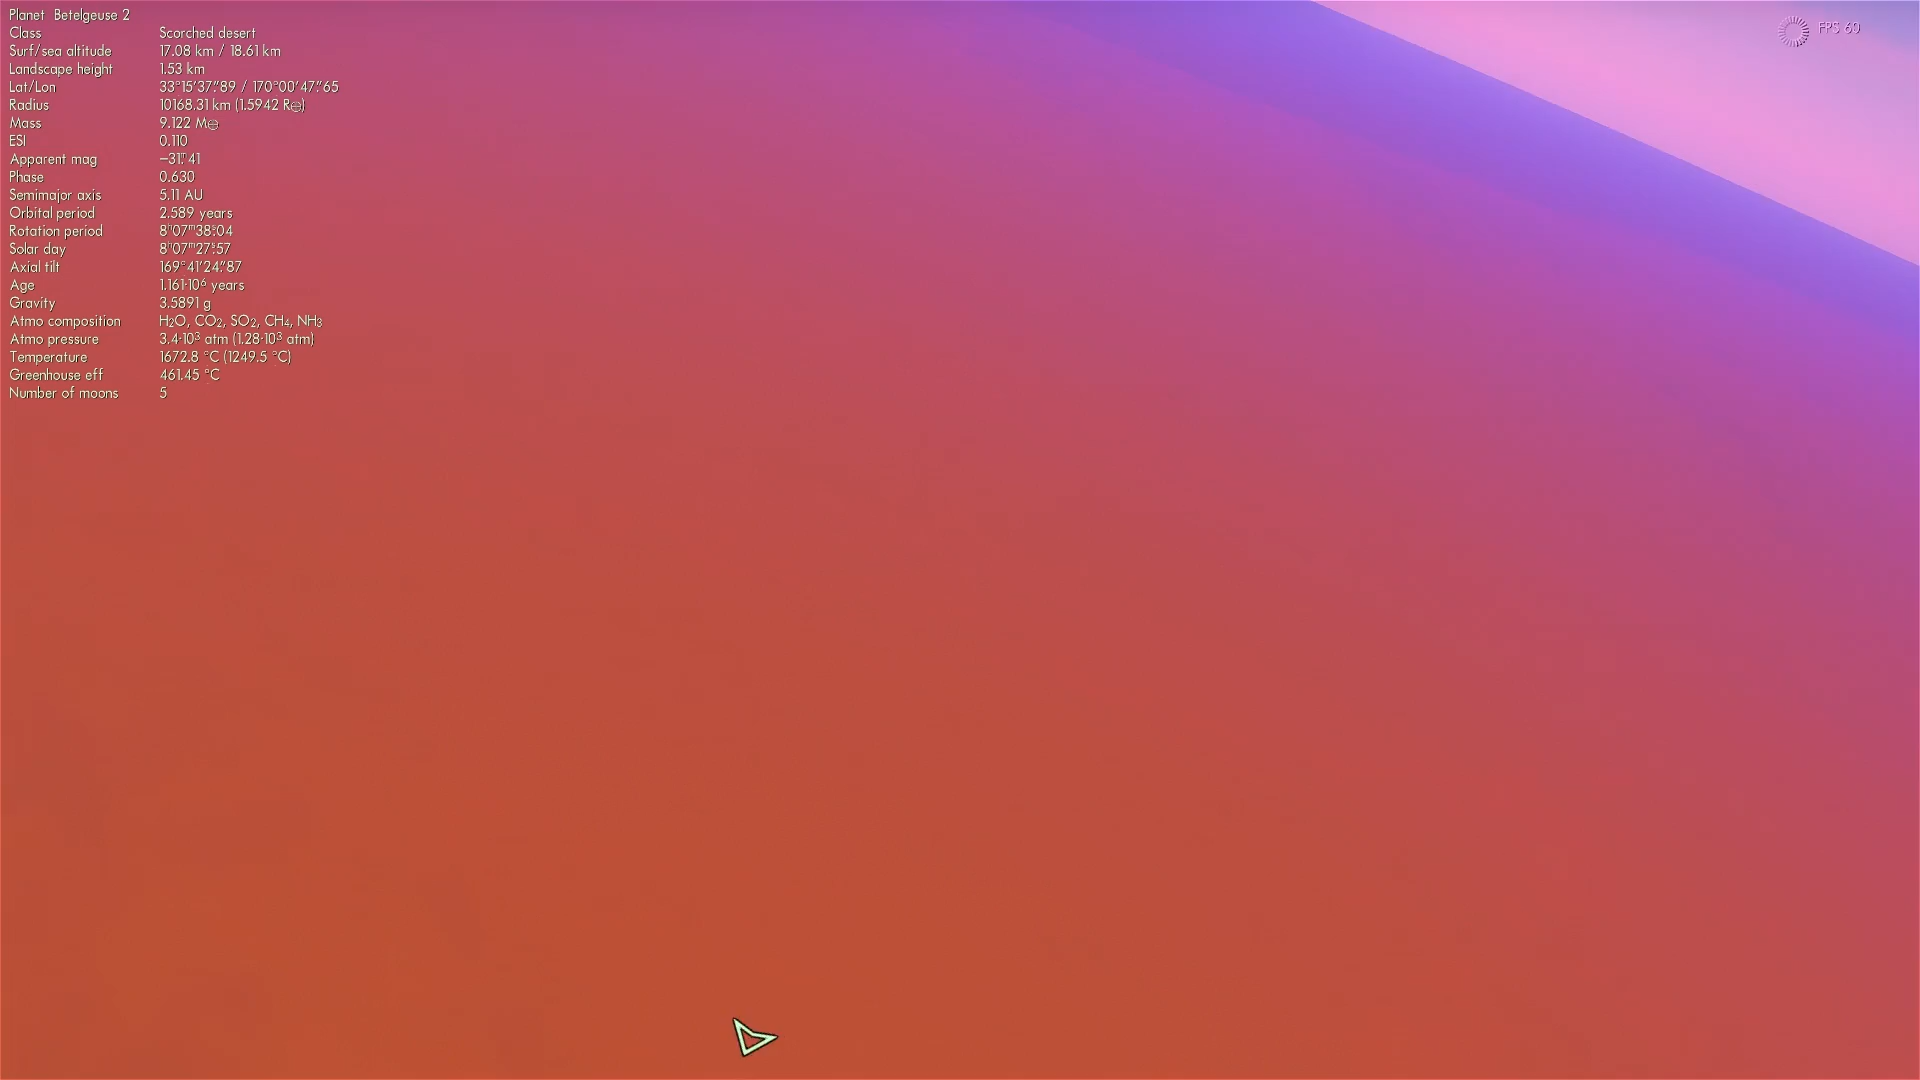 Planet Betelgeuse 2
FPS 60
Class Scorched desert
Surf/sea altitude 17.08 km / 18.61 km
Landscape height 1.53 km
Lat/Lon 33°15'37."89 / 170°00'47."65
Radius 10168.31 km (1.5942 R⊖)
Mass 9.122 M⊖
ESI 0.110
Apparent mag −31ᵐ.41
Phase 0.630
Semimajor axis 5.11 AU
Orbital period 2.589 years
Rotation period 8ʰ07ᵐ38ˢ.04
Solar day 8ʰ07ᵐ27ˢ.57
Axial tilt 169°41'24."87
Age 1.161·10⁶ years
Gravity 3.5891 g
Atmo composition H₂O, CO₂, SO₂, CH₄, NH₃
Atmo pressure 3.4·10³ atm (1.28·10³ atm)
Temperature 1672.8 °C (1249.5 °C)
Greenhouse eff 461.45 °C
Number of moons 5